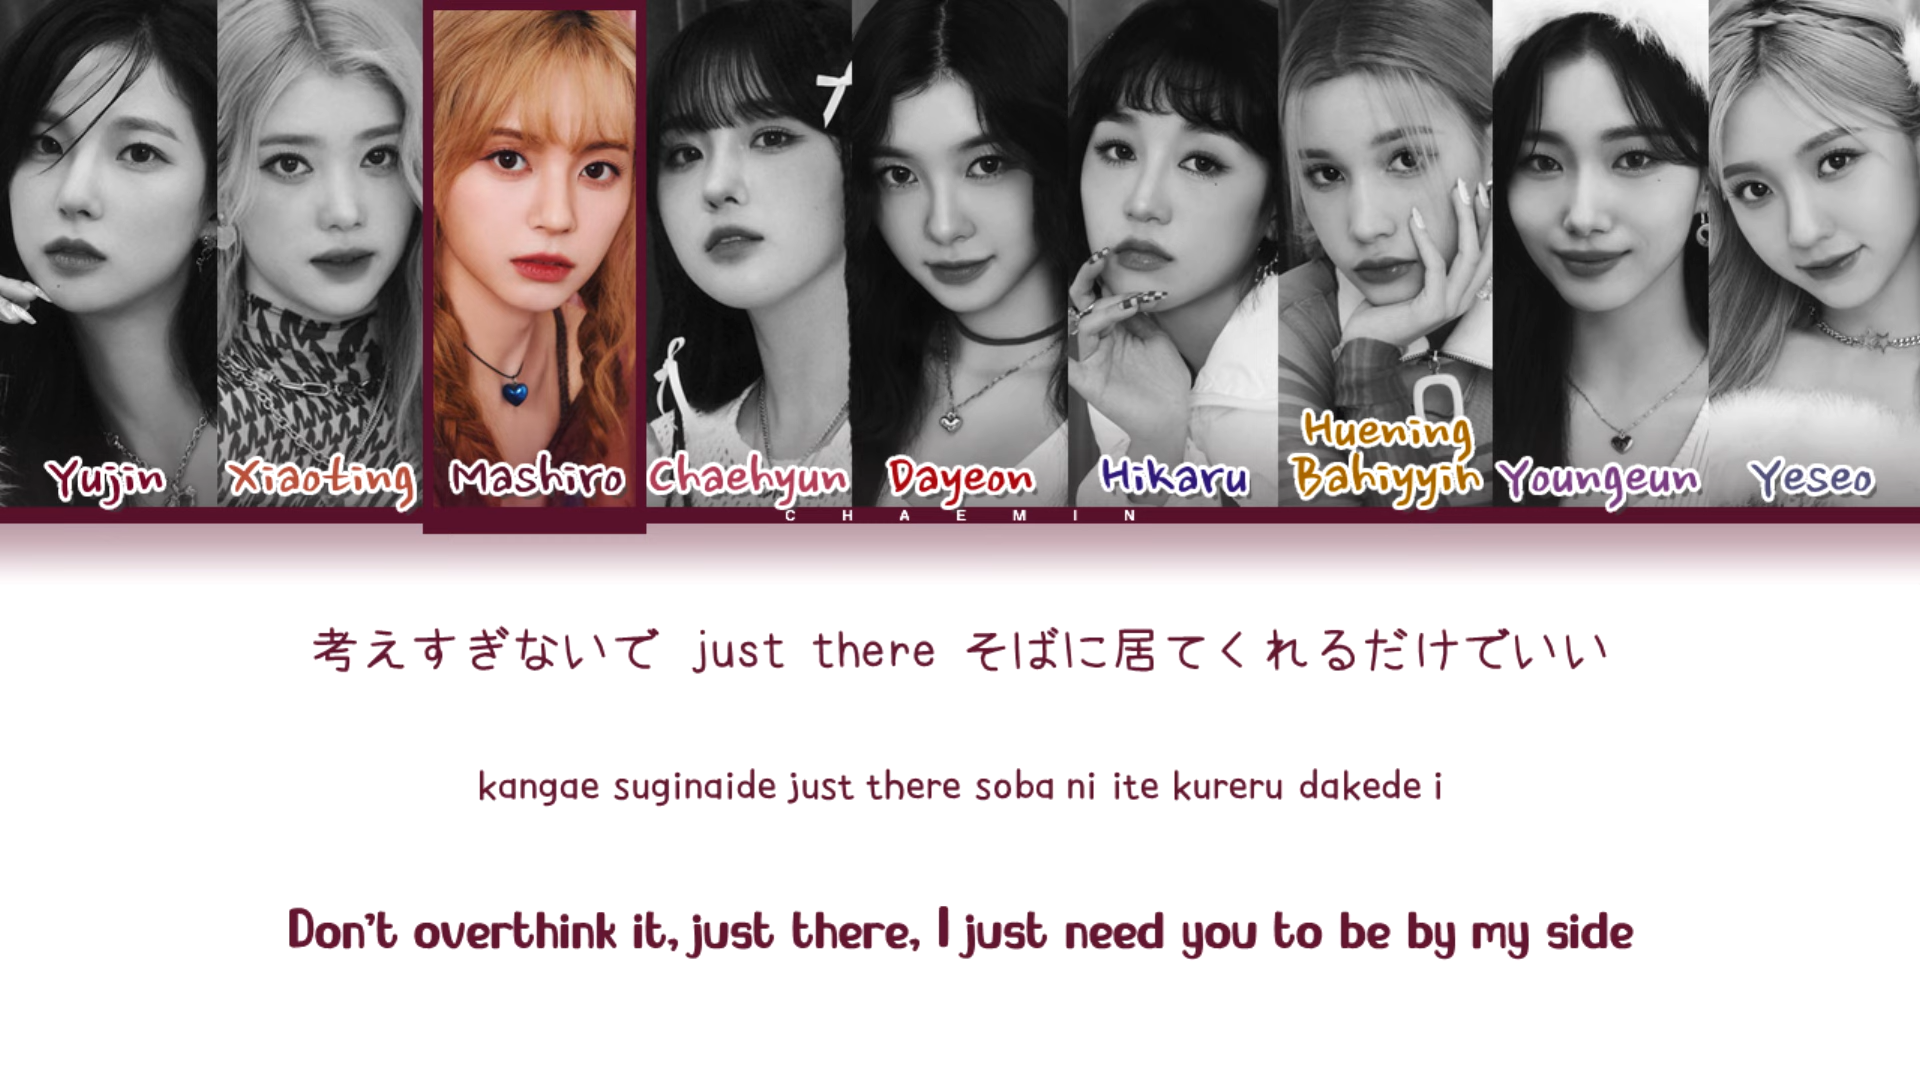 Yujin
Xiaoting
Mashiro
Chaehyun
Dayeon
Hikaru
Huening
Bahiyyih
Youngeun
Yeseo
CHAEMIN
考えすぎないで just there そばに居てくれるだけでいい
kangae suginaide just there soba ni ite kureru dakede i
Don't overthink it, just there, I just need you to be by my side